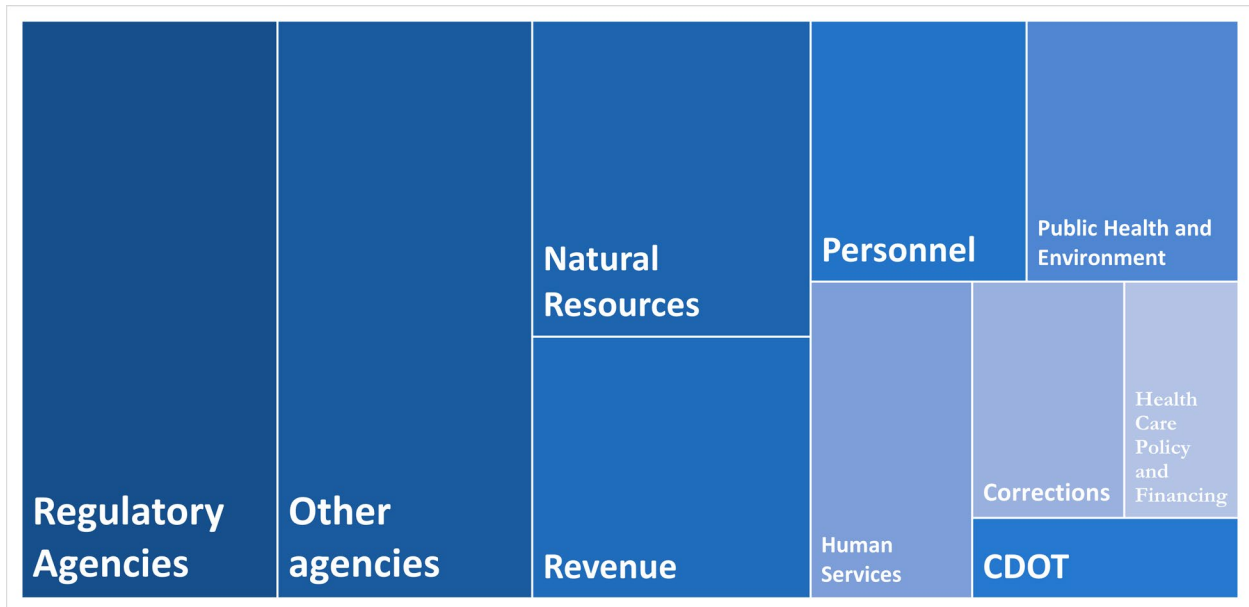 Regulatory
Agencies
Other
agencies
Natural
Resources
Revenue
Personnel
Public Health and
Environment
Human
Services
Corrections
Health
Care
Policy
and
Financing
CDOT